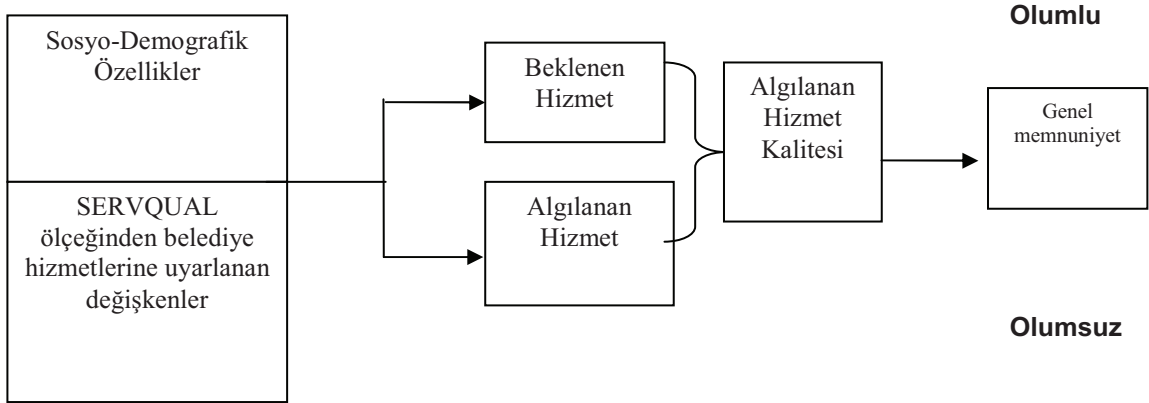 Sosyo-Demografik
Özellikler
SERVQUAL
ölçeğinden belediye
hizmetlerine uyarlanan
değişkenler
Beklenen
Hizmet
Algılanan
Hizmet
Algılanan
Hizmet
Kalitesi
Olumlu
Genel
memnuniyet
Olumsuz